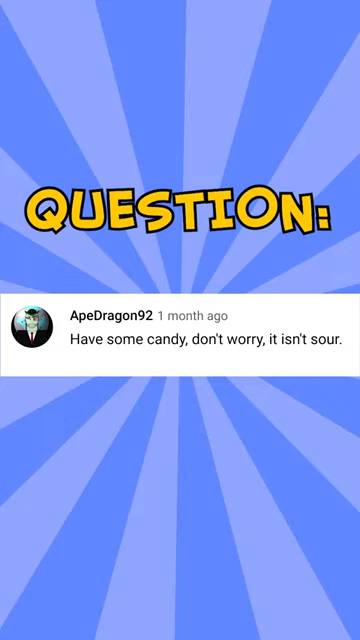 QUESTION:
ApeDragon92 1 month ago
Have some candy, don't worry, it isn't sour.